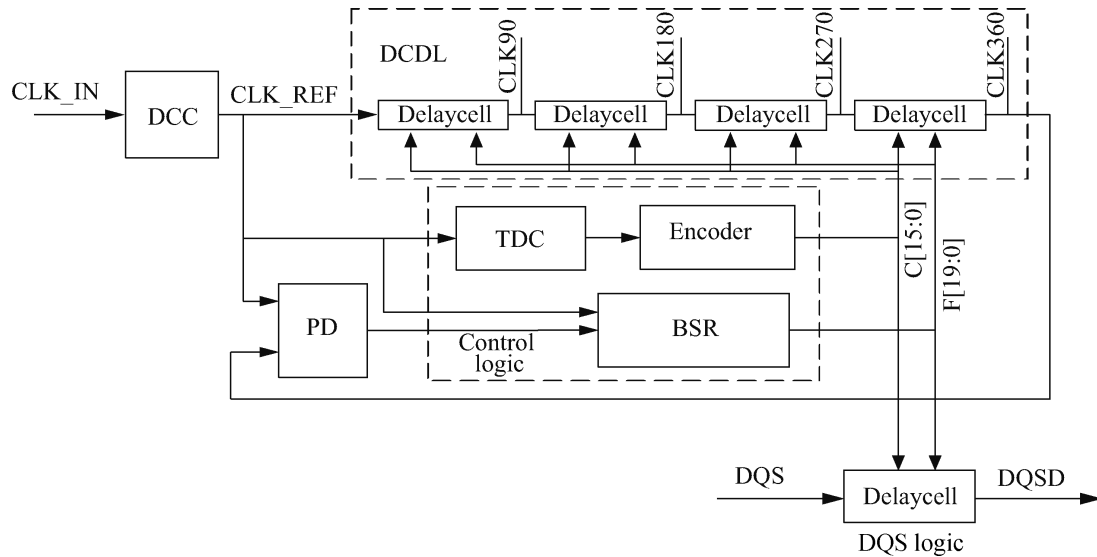 DCDL
CLK90
CLK180
CLK270
CLK360
CLK_IN
DCC
CLK_REF
Delaycell
Delaycell
Delaycell
Delaycell
TDC
Encoder
C[15:0]
F[19:0]
PD
Control
logic
BSR
DQS
Delaycell
DQSD
DQS logic